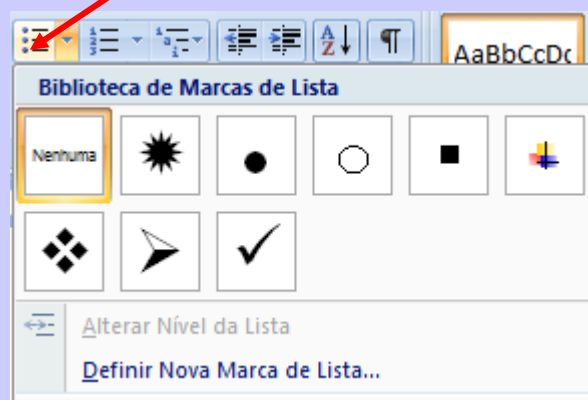 AaBbCcDc
Biblioteca de Marcas de Lista
Nenhuma
Alterar Nível da Lista
Definir Nova Marca de Lista...